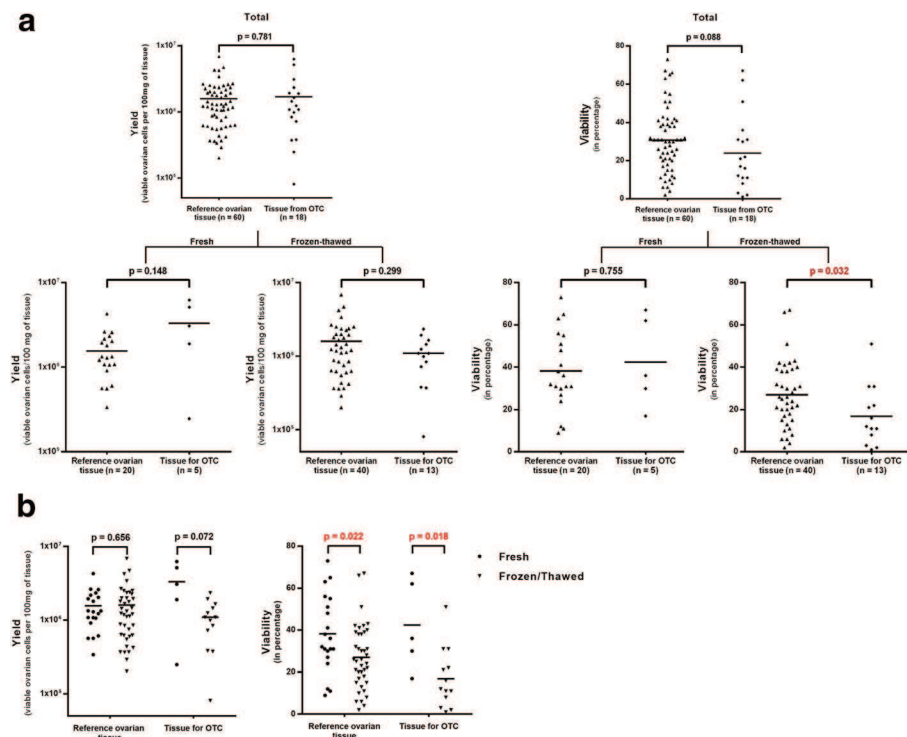 a
Total
p = 0.781
1x10⁷
1x10⁶
1x10⁵
Yield
(viable ovarian cells per 100mg of tissue)
Reference ovarian
tissue (n = 60)
Tissue from OTC
(n = 18)
Total
p = 0.088
80
60
40
20
0
Viability
(in percentage)
Reference ovarian
tissue (n = 60)
Tissue from OTC
(n = 18)
Fresh
Frozen-thawed
p = 0.148
1x10⁷
1x10⁶
1x10⁵
Yield
(viable ovarian cells/100 mg of tissue)
Reference ovarian
tissue (n = 20)
Tissue for OTC
(n = 5)
p = 0.299
1x10⁷
1x10⁶
1x10⁵
Yield
(viable ovarian cells/100 mg of tissue)
Reference ovarian
tissue (n = 40)
Tissue for OTC
(n = 13)
Fresh
Frozen-thawed
p = 0.755
80
60
40
20
0
Viability
(in percentage)
Reference ovarian
tissue (n = 20)
Tissue for OTC
(n = 5)
p = 0.032
80
60
40
20
0
Viability
(in percentage)
Reference ovarian
tissue (n = 40)
Tissue for OTC
(n = 13)
b
p = 0.656
p = 0.072
1x10⁷
1x10⁶
1x10⁵
Yield
(viable ovarian cells per 100mg of tissue)
Reference ovarian
tissue
Tissue for OTC
p = 0.022
p = 0.018
80
60
40
20
0
Viability
(in percentage)
Reference ovarian
tissue
Tissue for OTC
Fresh
Frozen/Thawed